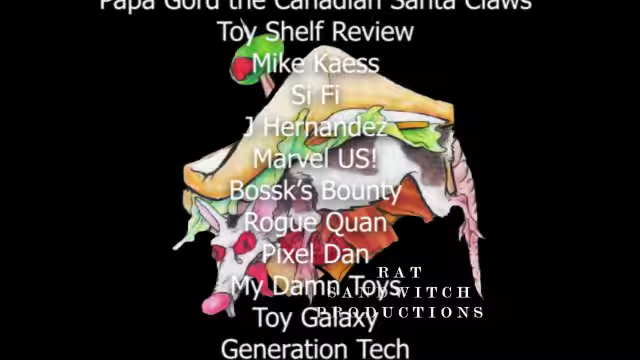 Papa Gord the Canadian Santa Claws
Toy Shelf Review
Mike Kaess
Si Fi
J Hernandez
Marvel US!
Bossk's Bounty
Rogue Quan
Pixel Dan
My Damn Toys
Toy Galaxy
Generation Tech
RAT
SANDWITCH
PRODUCTIONS